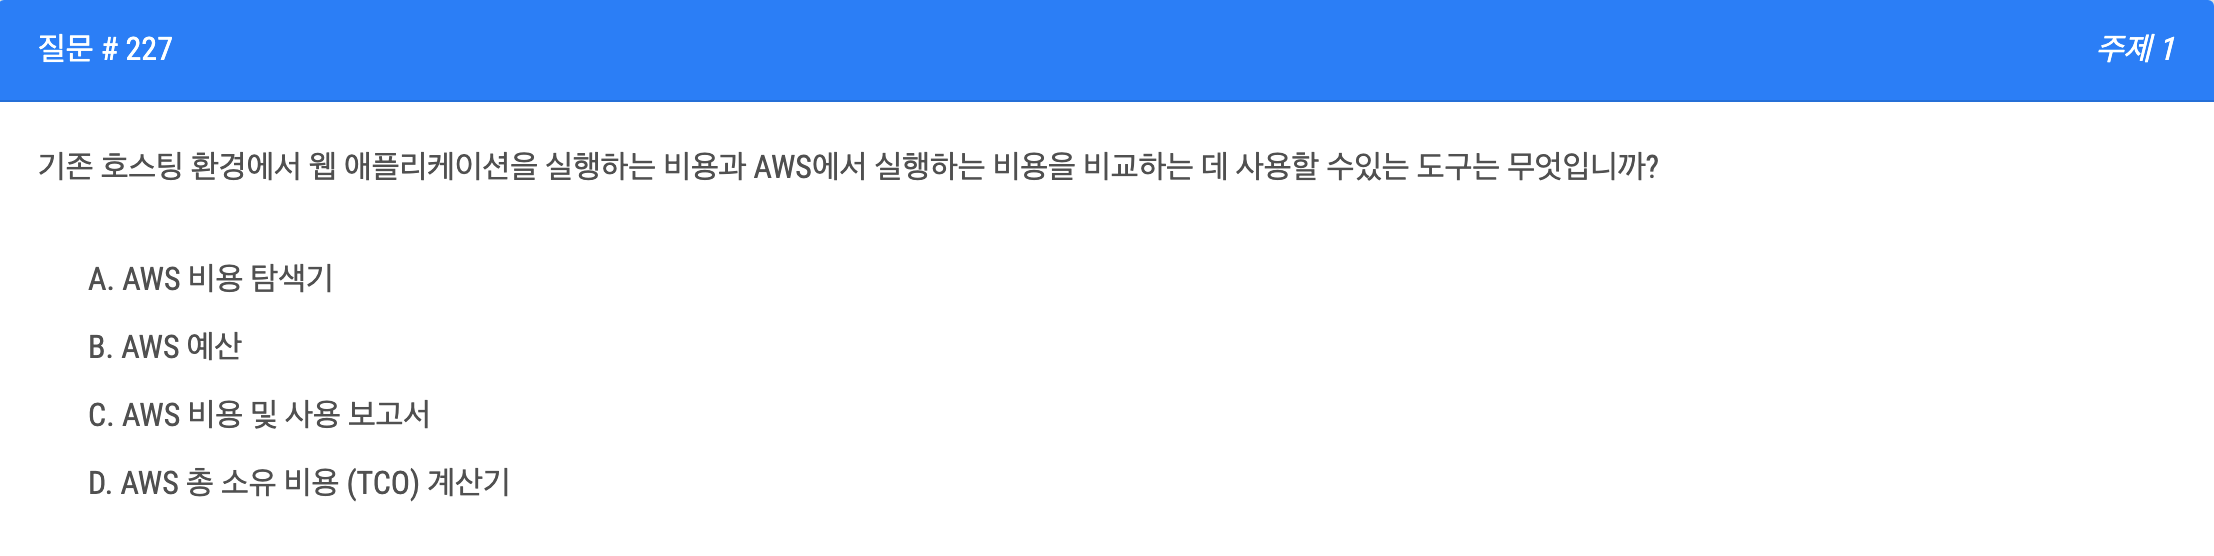 질문 # 227
주제 1
기존 호스팅 환경에서 웹 애플리케이션을 실행하는 비용과 AWS에서 실행하는 비용을 비교하는 데 사용할 수있는 도구는 무엇입니까?
A. AWS 비용 탐색기
B. AWS 예산
C. AWS 비용 및 사용 보고서
D. AWS 총 소유 비용 (TCO) 계산기